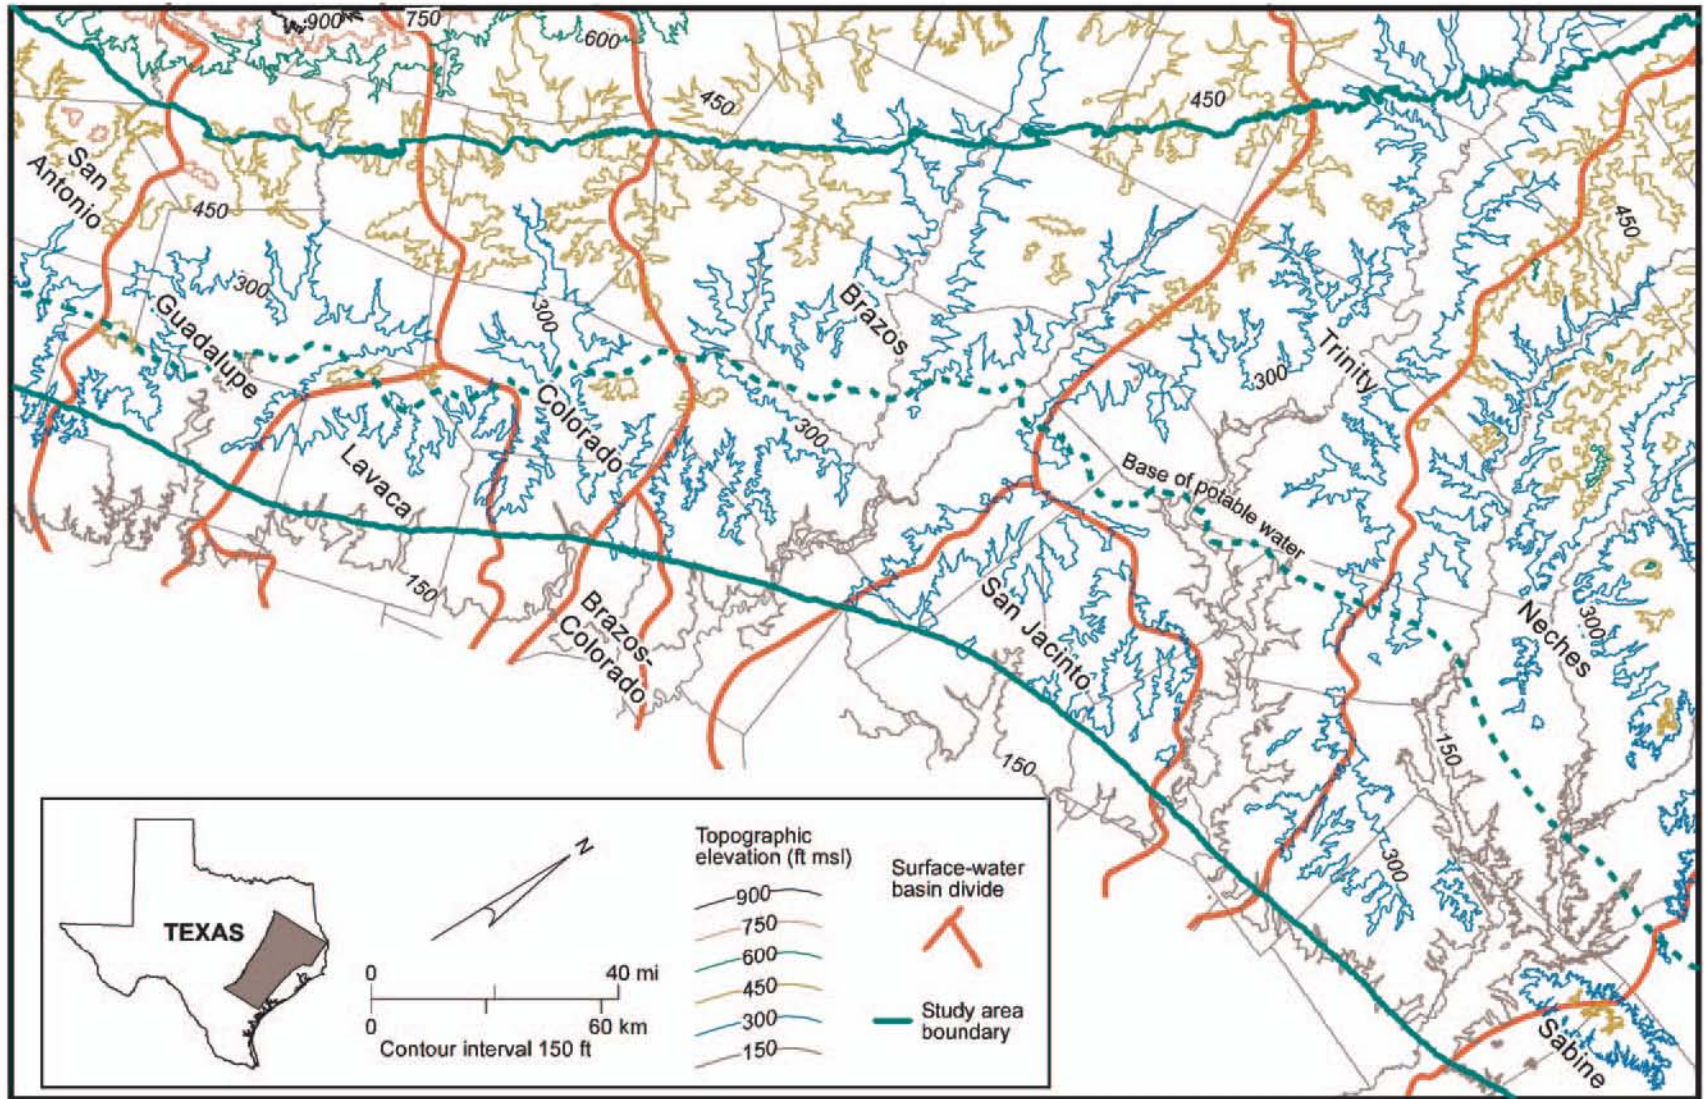 900
750
600
450
450
San
Antonio
450
450
300
Guadalupe
300
Brazos
Trinity
300
Colorado
300
Lavaca
Base of potable water
150
Brazos-
Colorado
San Jacinto
Neches
300
150
150
300
Sabine
TEXAS
N
0 40 mi
0 60 km
Contour interval 150 ft
Topographic
elevation (ft msl)
900
750
600
450
300
150
Surface-water
basin divide
Study area
boundary